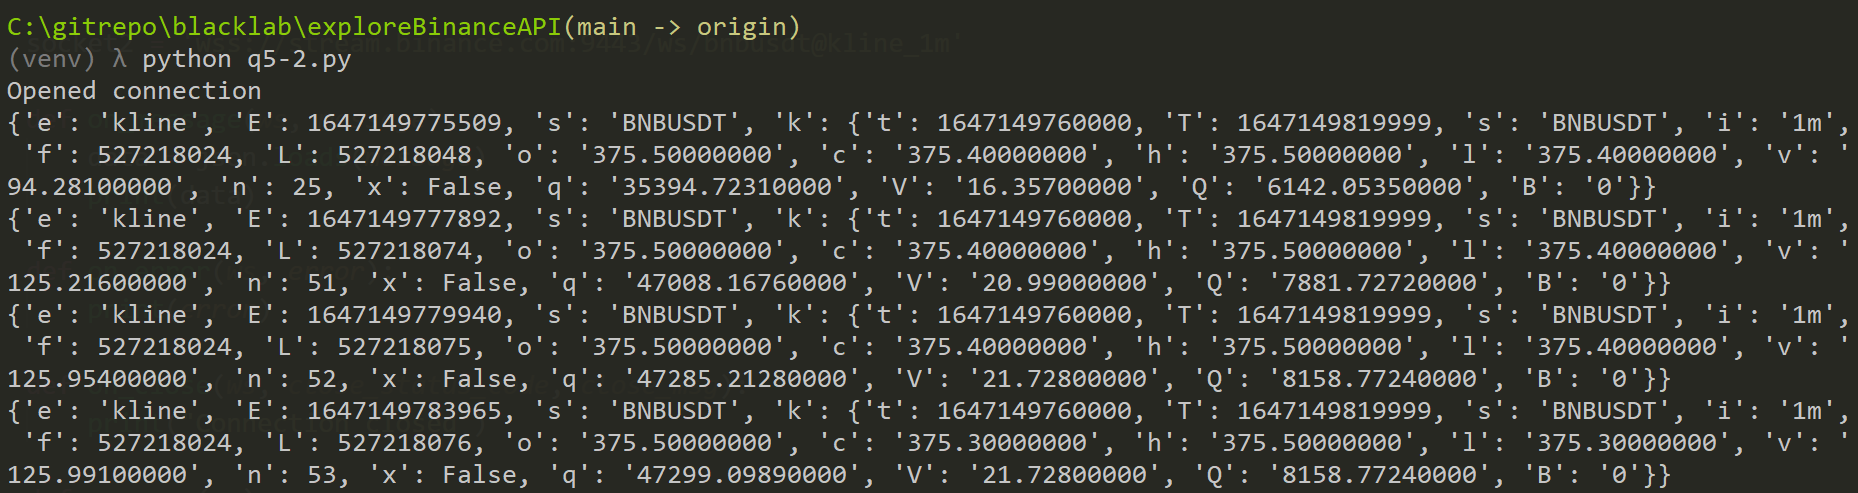 C:\gitrepo\blacklab\exploreBinanceAPI(main -> origin)
(venv) λ python q5-2.py
Opened connection
{'e': 'kline', 'E': 1647149775509, 's': 'BNBUSDT', 'k': {'t': 1647149760000, 'T': 1647149819999, 's': 'BNBUSDT', 'i': '1m',
'f': 527218024, 'L': 527218048, 'o': '375.50000000', 'c': '375.40000000', 'h': '375.50000000', 'l': '375.40000000', 'v': '
94.28100000', 'n': 25, 'x': False, 'q': '35394.72310000', 'V': '16.35700000', 'Q': '6142.05350000', 'B': '0'}}
{'e': 'kline', 'E': 1647149777892, 's': 'BNBUSDT', 'k': {'t': 1647149760000, 'T': 1647149819999, 's': 'BNBUSDT', 'i': '1m',
'f': 527218024, 'L': 527218074, 'o': '375.50000000', 'c': '375.40000000', 'h': '375.50000000', 'l': '375.40000000', 'v': '
125.21600000', 'n': 51, 'x': False, 'q': '47008.16760000', 'V': '20.99000000', 'Q': '7881.72720000', 'B': '0'}}
{'e': 'kline', 'E': 1647149779940, 's': 'BNBUSDT', 'k': {'t': 1647149760000, 'T': 1647149819999, 's': 'BNBUSDT', 'i': '1m',
'f': 527218024, 'L': 527218075, 'o': '375.50000000', 'c': '375.40000000', 'h': '375.50000000', 'l': '375.40000000', 'v': '
125.95400000', 'n': 52, 'x': False, 'q': '47285.21280000', 'V': '21.72800000', 'Q': '8158.77240000', 'B': '0'}}
{'e': 'kline', 'E': 1647149783965, 's': 'BNBUSDT', 'k': {'t': 1647149760000, 'T': 1647149819999, 's': 'BNBUSDT', 'i': '1m',
'f': 527218024, 'L': 527218076, 'o': '375.50000000', 'c': '375.30000000', 'h': '375.50000000', 'l': '375.30000000', 'v': '
125.99100000', 'n': 53, 'x': False, 'q': '47299.09890000', 'V': '21.72800000', 'Q': '8158.77240000', 'B': '0'}}